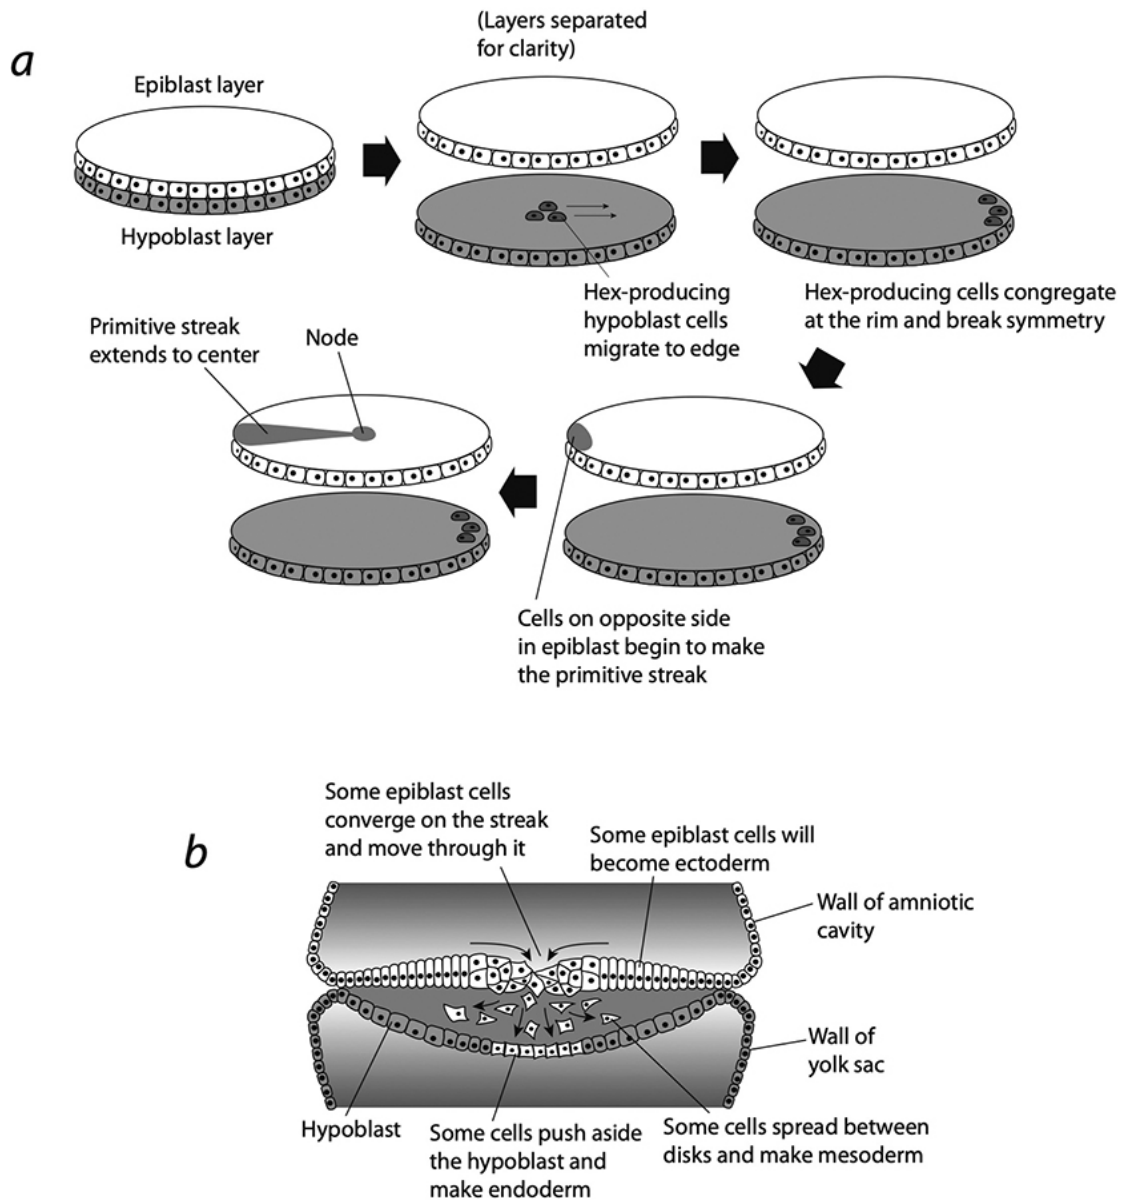 a
(Layers separated
for clarity)
Epiblast layer
Hypoblast layer
Hex-producing
hypoblast cells
migrate to edge
Hex-producing cells congregate
at the rim and break symmetry
Primitive streak
extends to center
Node
Cells on opposite side
in epiblast begin to make
the primitive streak
b
Some epiblast cells
converge on the streak
and move through it
Some epiblast cells will
become ectoderm
Wall of amniotic
cavity
Wall of
yolk sac
Hypoblast
Some cells push aside
the hypoblast and
make endoderm
Some cells spread between
disks and make mesoderm